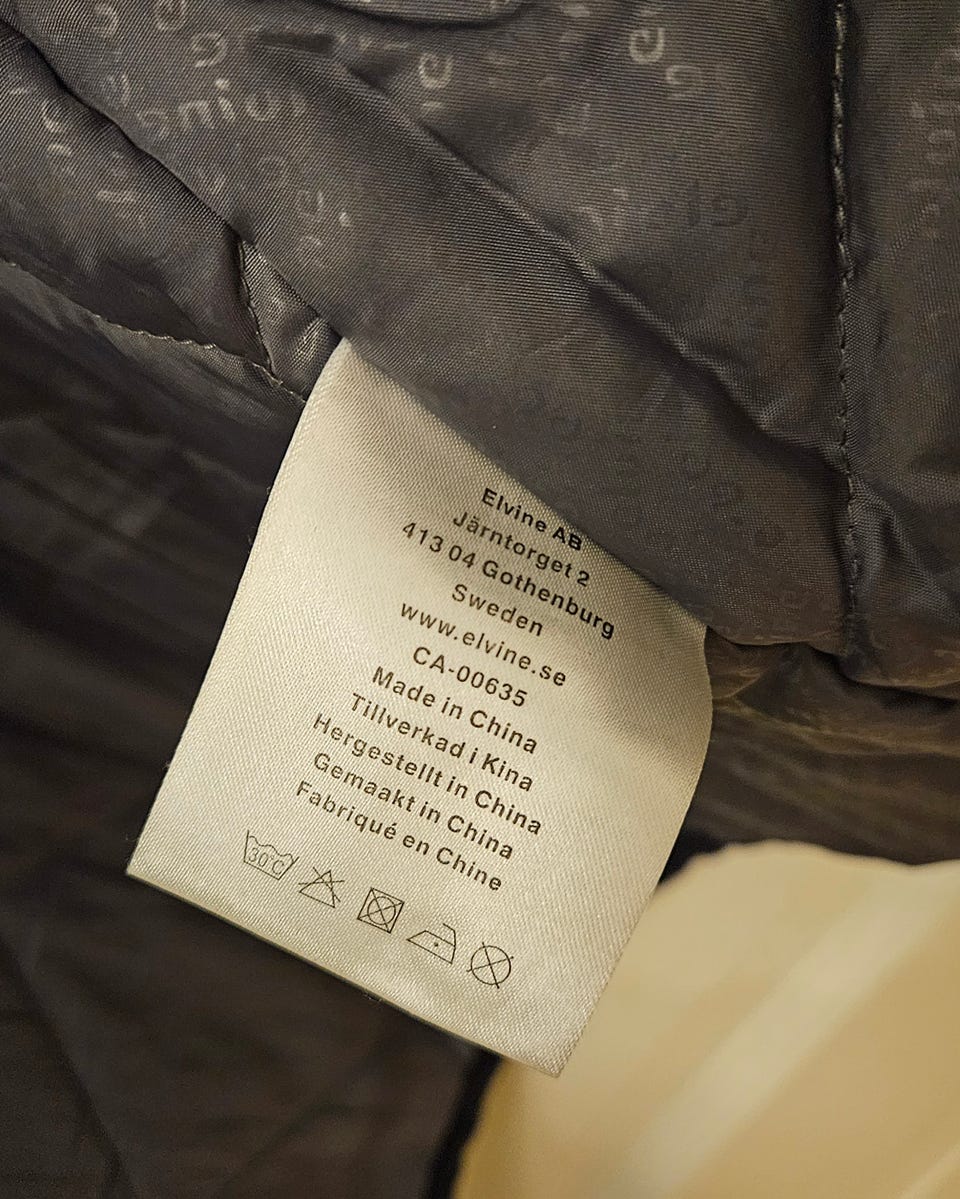 Elvine AB
Järntorget 2
413 04 Gothenburg
Sweden
www.elvine.se
CA-00635
Made in China
Tillverkad i Kina
Hergestellt in China
Gemaakt in China
Fabriqué en Chine
30°C